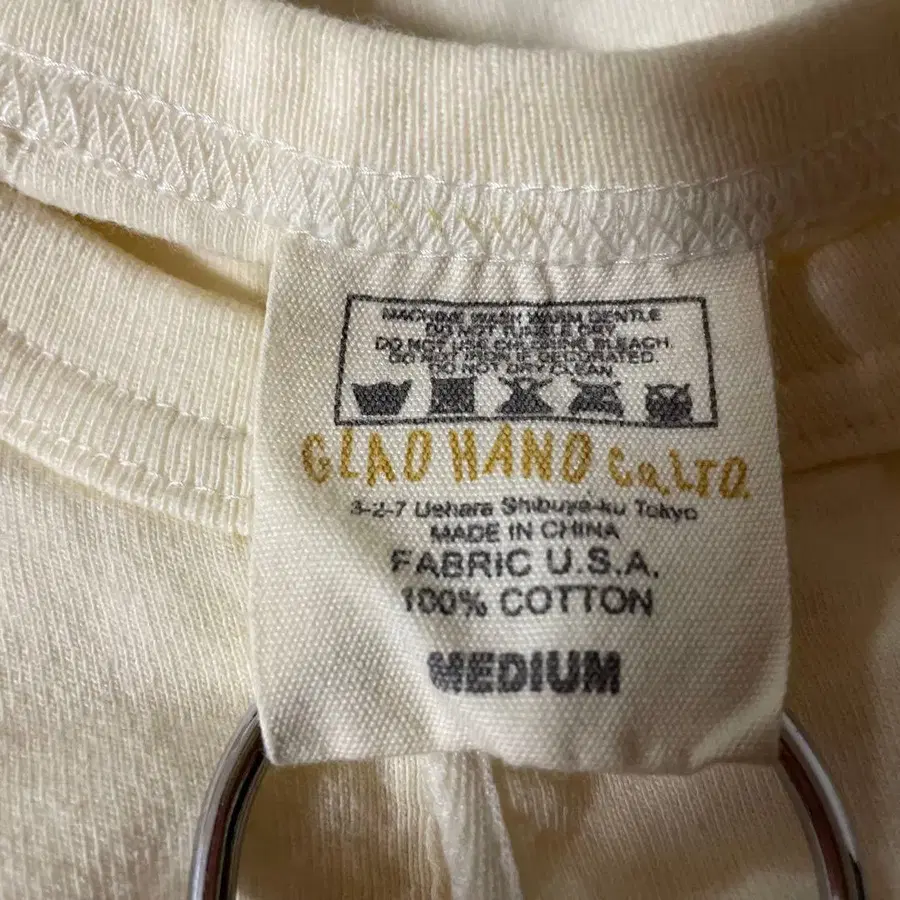 MACHINE WASH WARM GENTLE
DO NOT TUMBLE DRY.
DO NOT USE CHLORINE BLEACH.
DO NOT IRON IF DECORATED.
DO NOT DRY CLEAN
GLAD HAND Co.,LTD.
3-2-7 Uehara Shibuya-ku Tokyo
MADE IN CHINA
FABRIC U.S.A.
100% COTTON
MEDIUM